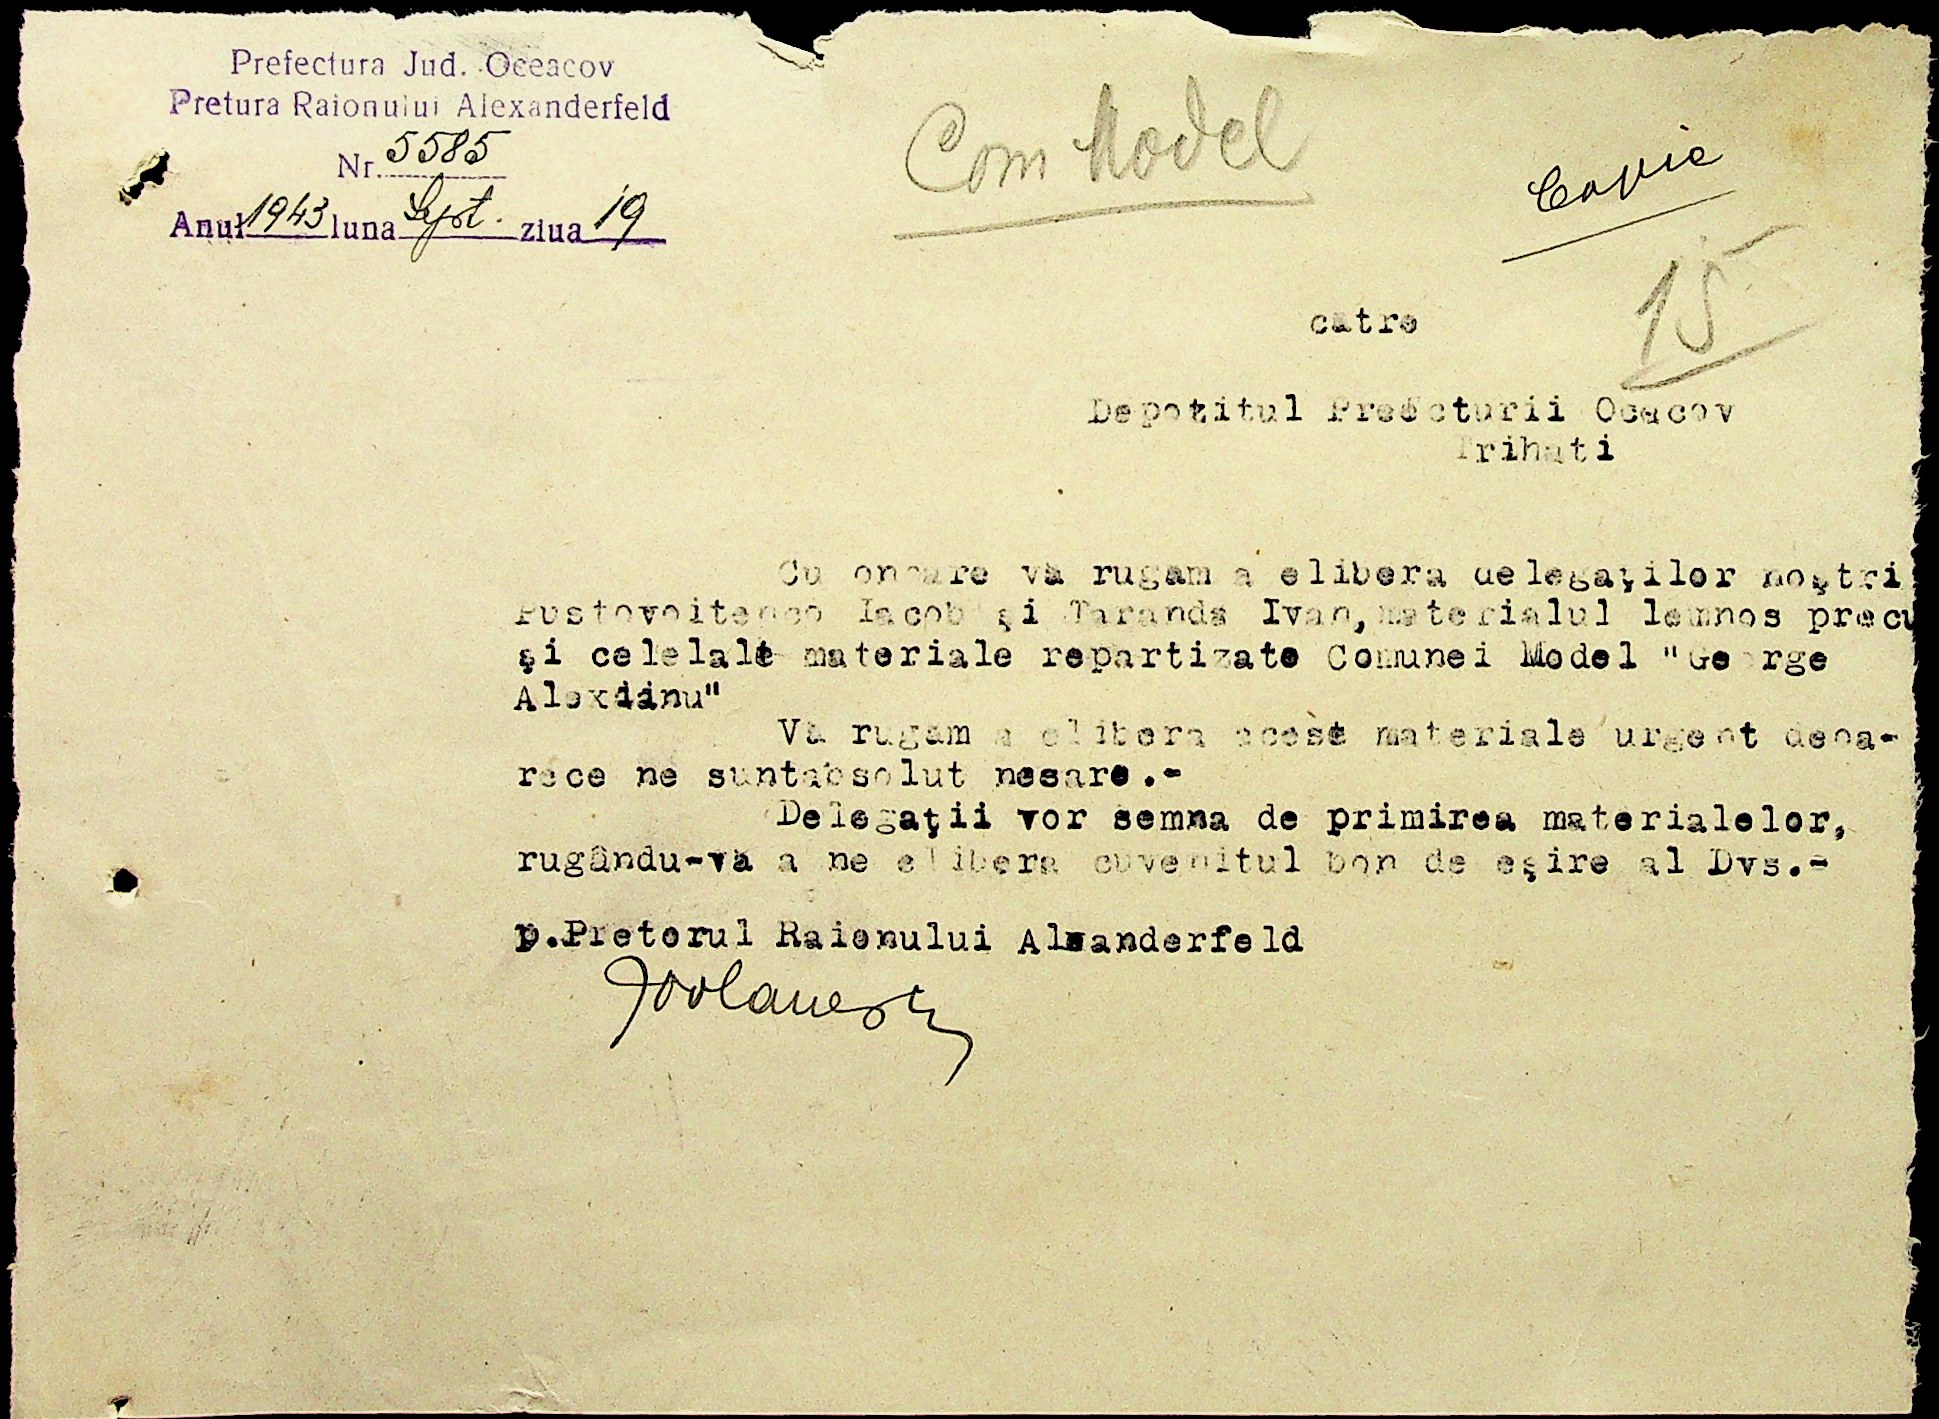 Prefectura Jud. Oceacov
Pretura Raionului Alexanderfeld
Nr. 5585
Anul 1943 luna Sept. ziua 19
Com Model
Copie
15
catre
Depozitul Prefecturii Ocacov
Trihati
Cu onoare va rugam a elibera delegaţilor noştri
Pustovoitenco Iacob şi Taranda Ivan, materialul lemnos precu
şi celelalte materiale repartizate Comunei Model "George
Alexianu"
Va rugam a elibera aceste materiale urgent deoa-
rece ne suntabsolut nesare.-
Delegaţii vor semna de primirea materialelor,
rugându-va a ne elibera cuvenitul bon de eşire al Dvs.-
p.Pretorul Raionului Alexanderfeld